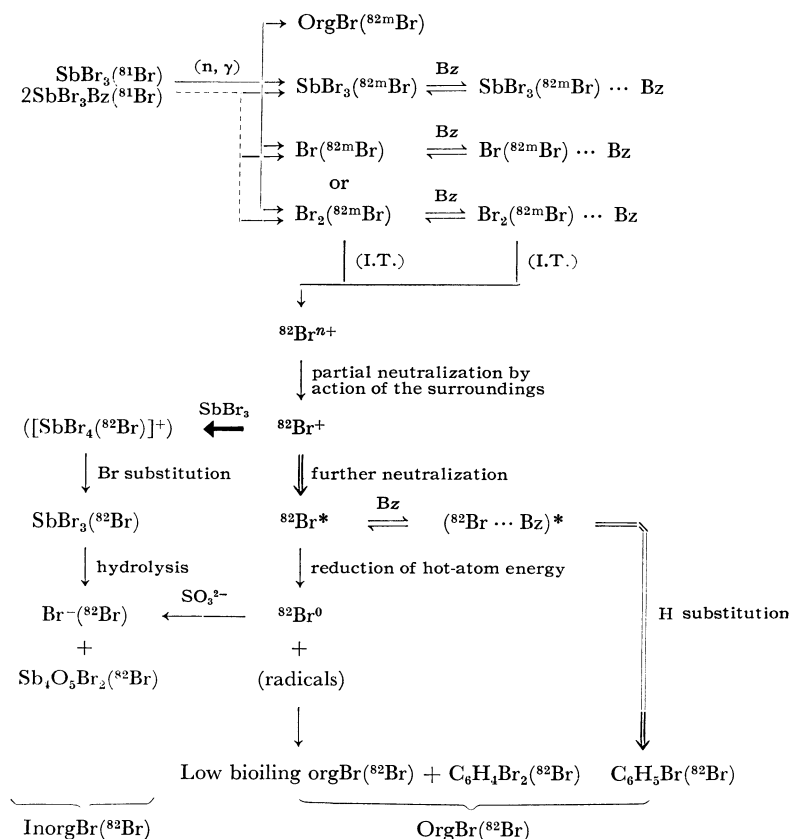 OrgBr(⁸²ᵐBr)
SbBr₃(⁸¹Br) (n, γ)
2SbBr₃Bz(⁸¹Br)
SbBr₃(⁸²ᵐBr) Bz ⇌ SbBr₃(⁸²ᵐBr) ··· Bz
Br(⁸²ᵐBr) Bz ⇌ Br(⁸²ᵐBr) ··· Bz
or
Br₂(⁸²ᵐBr) Bz ⇌ Br₂(⁸²ᵐBr) ··· Bz
(I.T.) (I.T.)
⁸²Brⁿ⁺
partial neutralization by
action of the surroundings
([SbBr₄(⁸²Br)]⁺) SbBr₃ ⁸²Br⁺
Br substitution further neutralization
SbBr₃(⁸²Br) ⁸²Br* Bz ⇌ (⁸²Br ··· Bz)*
hydrolysis reduction of hot-atom energy
Br⁻(⁸²Br) SO₃²⁻ ⁸²Br⁰ H substitution
+ +
Sb₄O₅Br₂(⁸²Br) (radicals)
Low bioiling orgBr(⁸²Br) + C₆H₄Br₂(⁸²Br) C₆H₅Br(⁸²Br)
InorgBr(⁸²Br) OrgBr(⁸²Br)